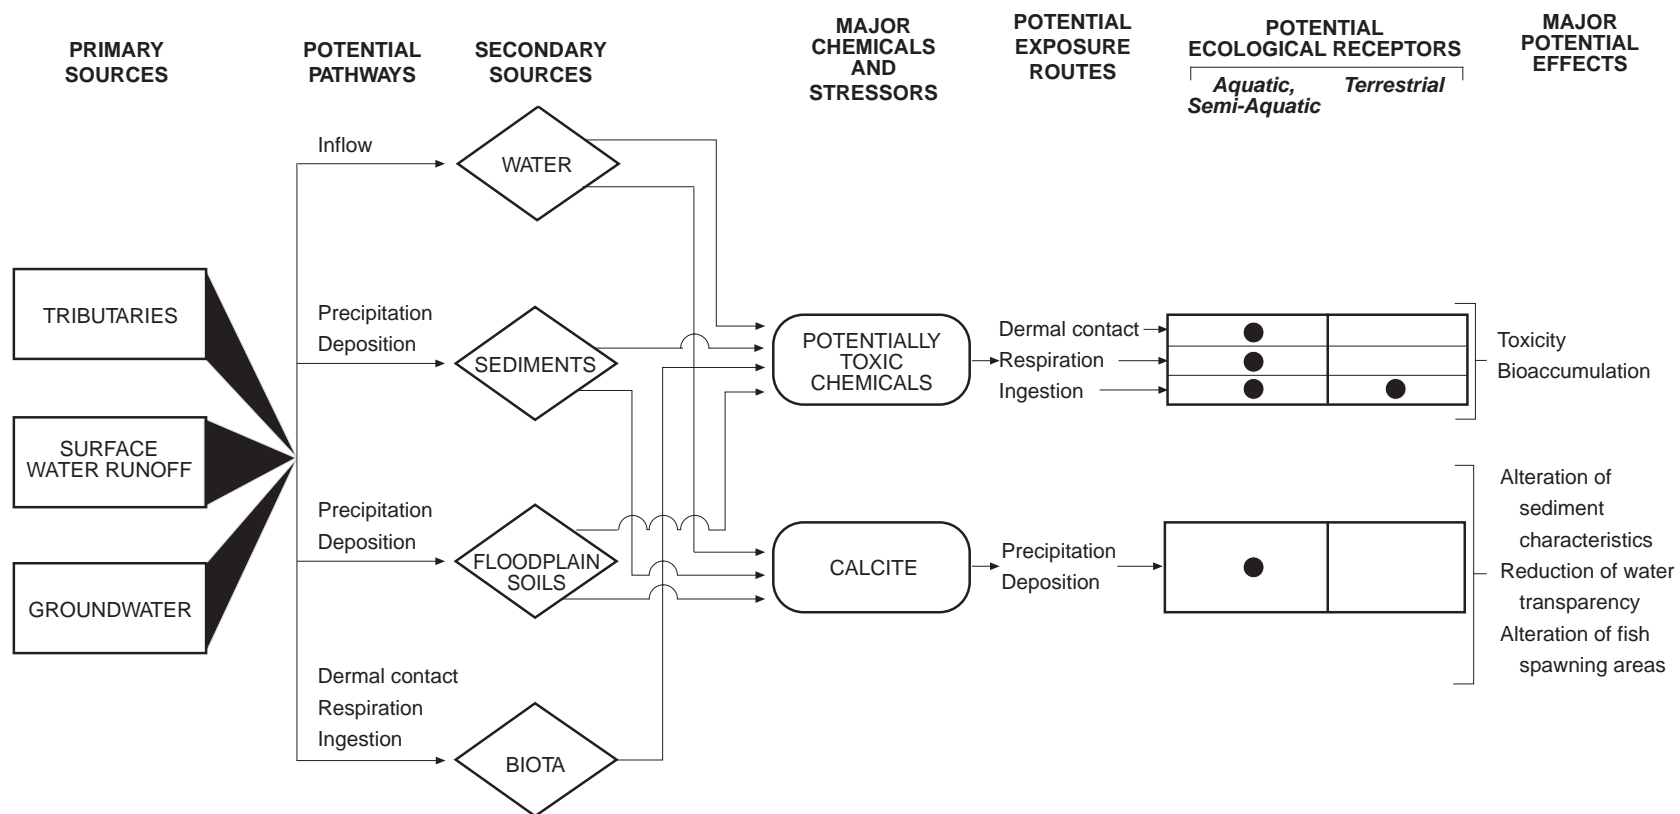 PRIMARY
SOURCES
POTENTIAL
PATHWAYS
SECONDARY
SOURCES
MAJOR
CHEMICALS
AND
STRESSORS
POTENTIAL
EXPOSURE
ROUTES
POTENTIAL
ECOLOGICAL RECEPTORS
Aquatic,
Semi-Aquatic
Terrestrial
MAJOR
POTENTIAL
EFFECTS
TRIBUTARIES
SURFACE
WATER RUNOFF
GROUNDWATER
Inflow
WATER
Precipitation
Deposition
SEDIMENTS
Precipitation
Deposition
FLOODPLAIN
SOILS
Dermal contact
Respiration
Ingestion
BIOTA
POTENTIALLY
TOXIC
CHEMICALS
Dermal contact
Respiration
Ingestion
Toxicity
Bioaccumulation
CALCITE
Precipitation
Deposition
Alteration of
sediment
characteristics
Reduction of water
transparency
Alteration of fish
spawning areas